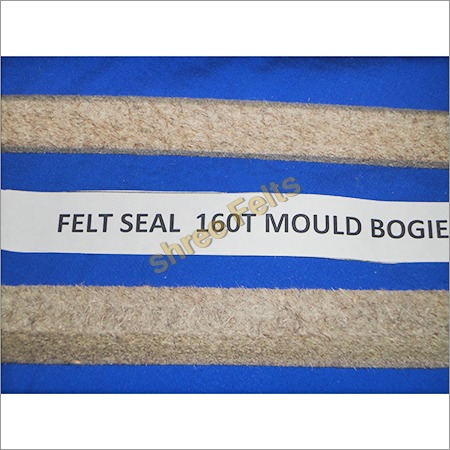 FELT SEAL 160T MOULD BOGIE
shree Felts